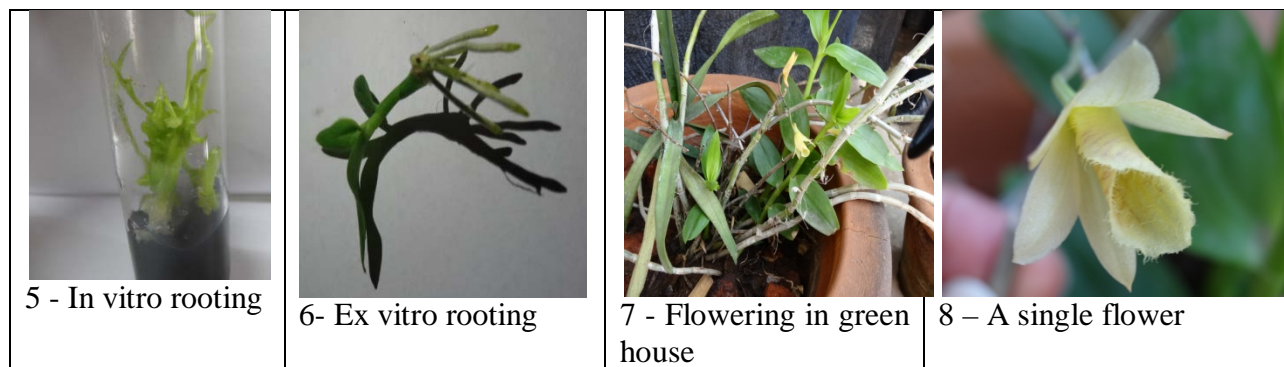 5 - In vitro rooting
6- Ex vitro rooting
7 - Flowering in green
house
8 – A single flower